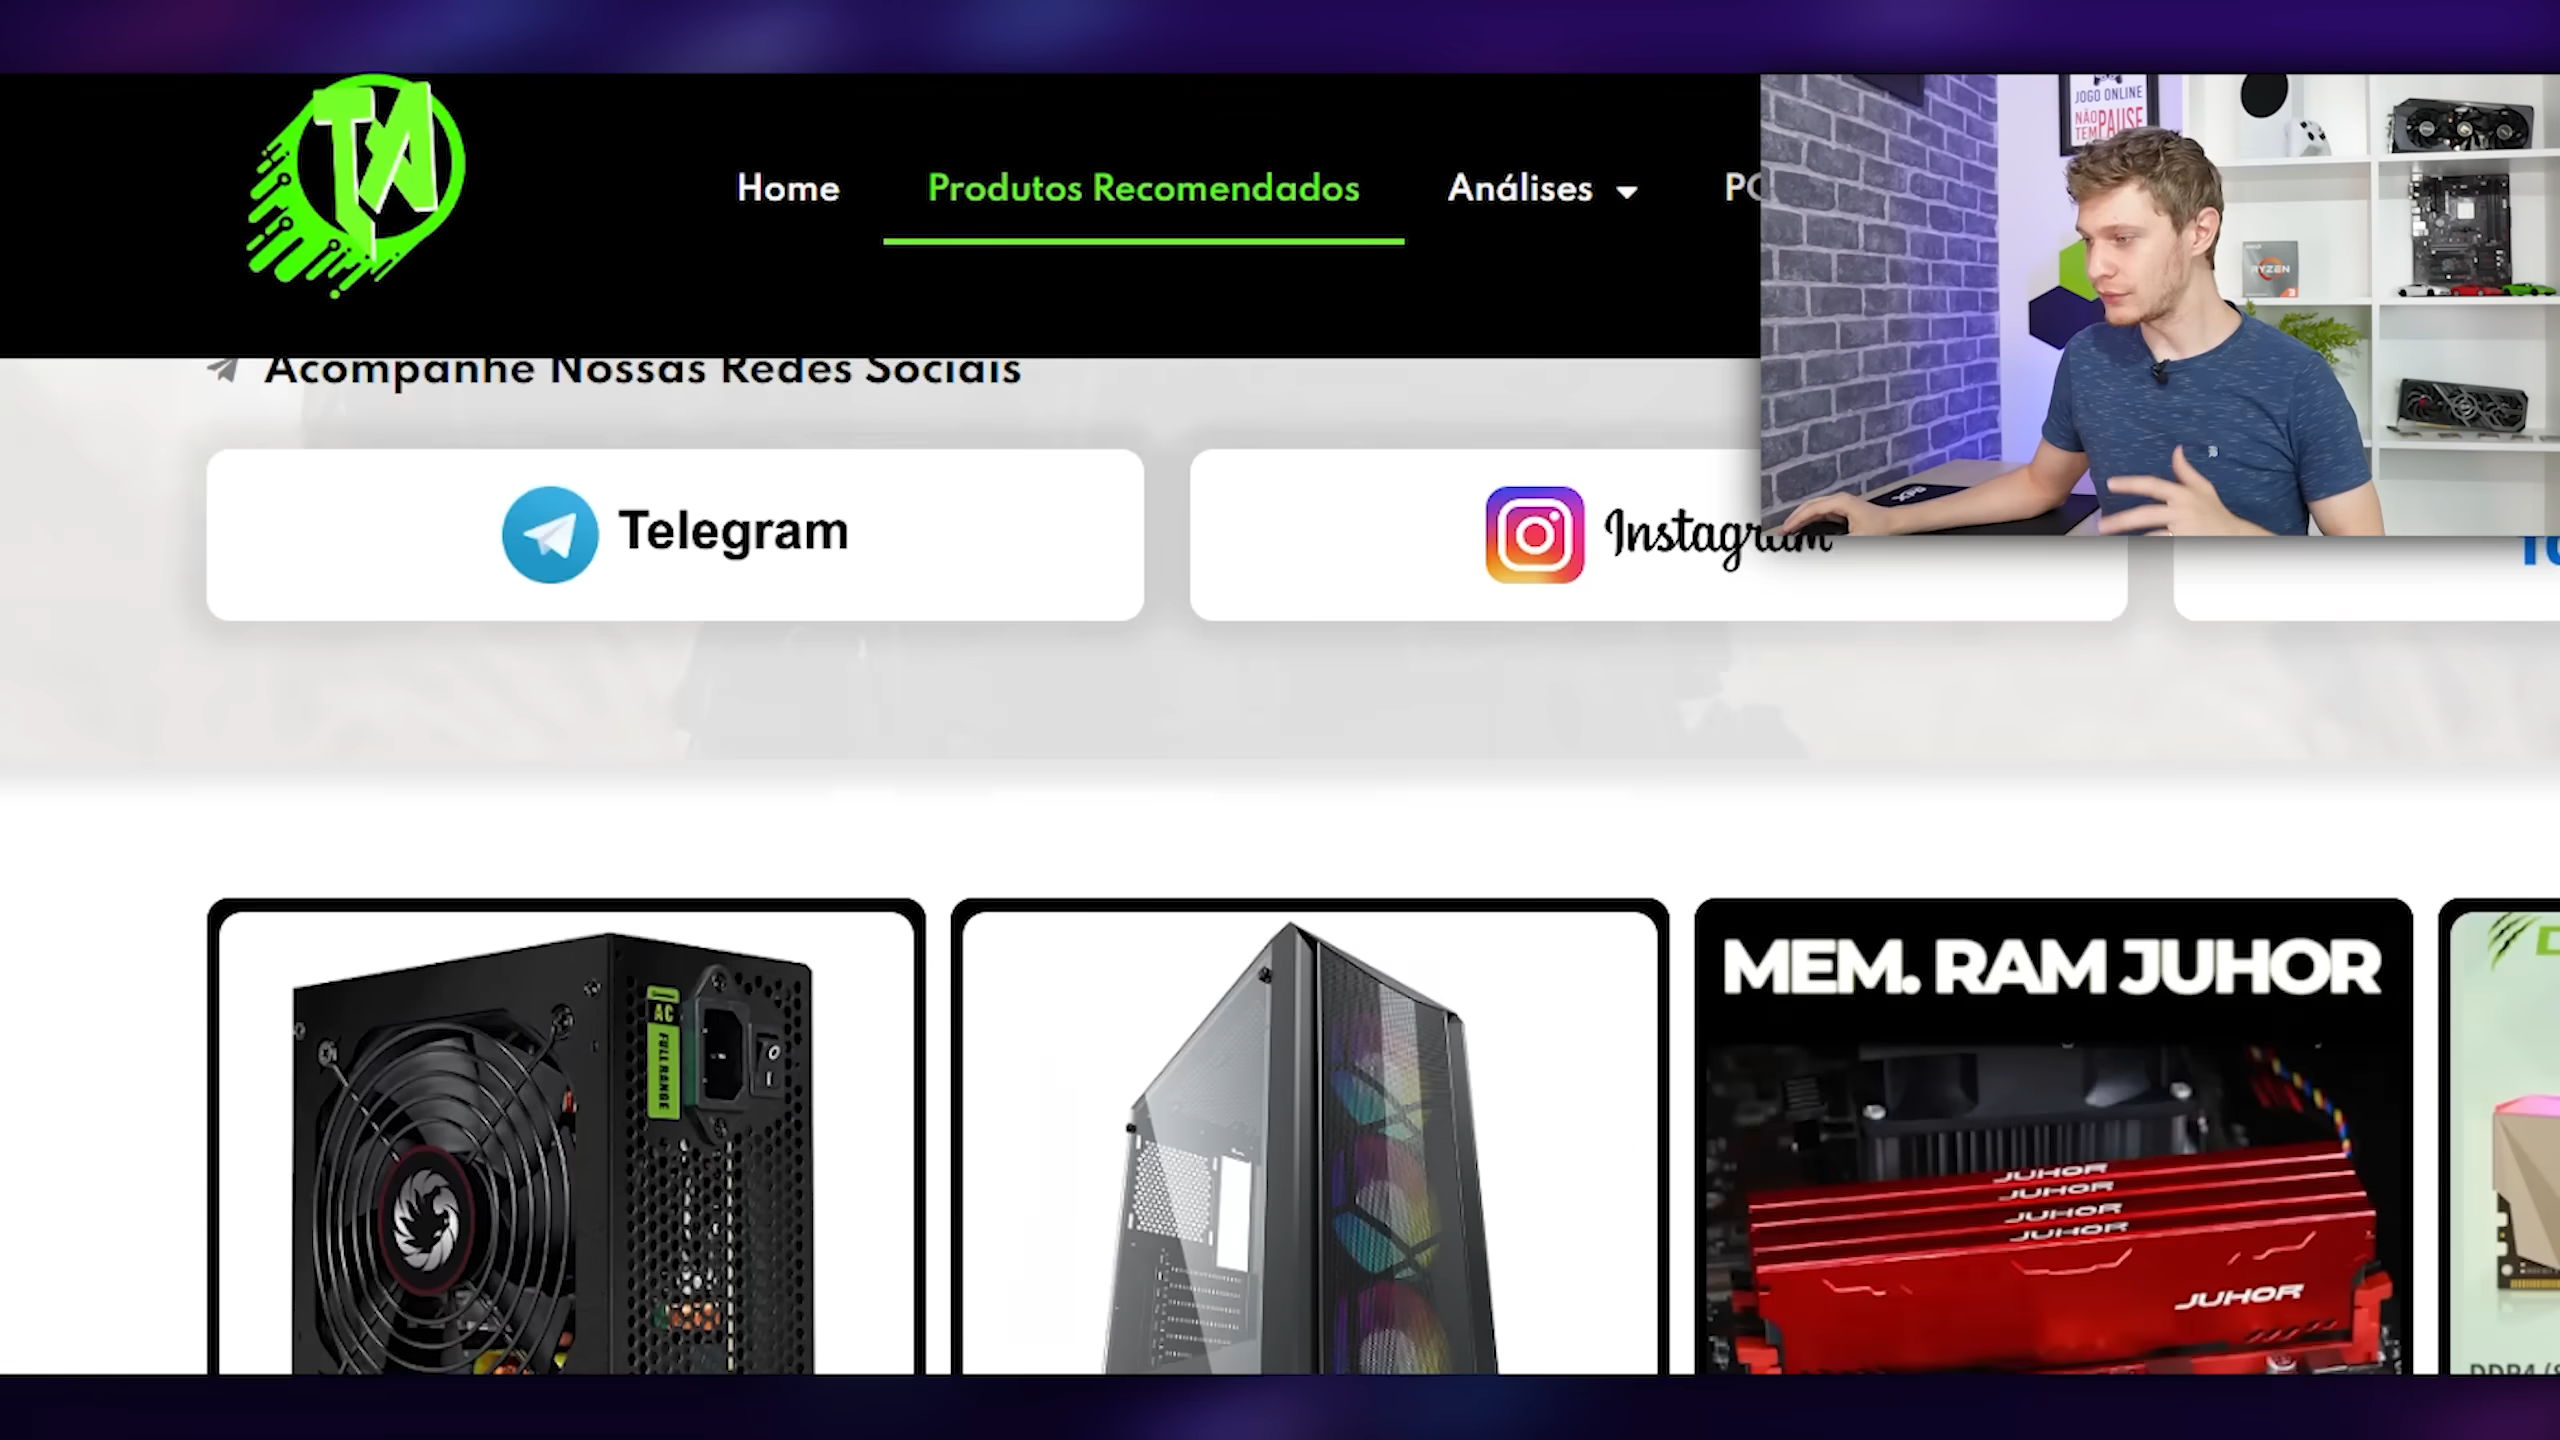 TA
Home
Produtos Recomendados
Análises
JOGO ONLINE
NÃO
TEM PAUSE
RYZEN
Acompanhe Nossas Redes Sociais
Telegram
Instagram
AC
FULL RANGE
MEM. RAM JUHOR
JUHOR
JUHOR
JUHOR
JUHOR
JUHOR